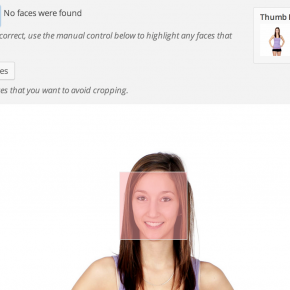 No faces were found
Thumb
correct, use the manual control below to highlight any faces that
es
es that you want to avoid cropping.